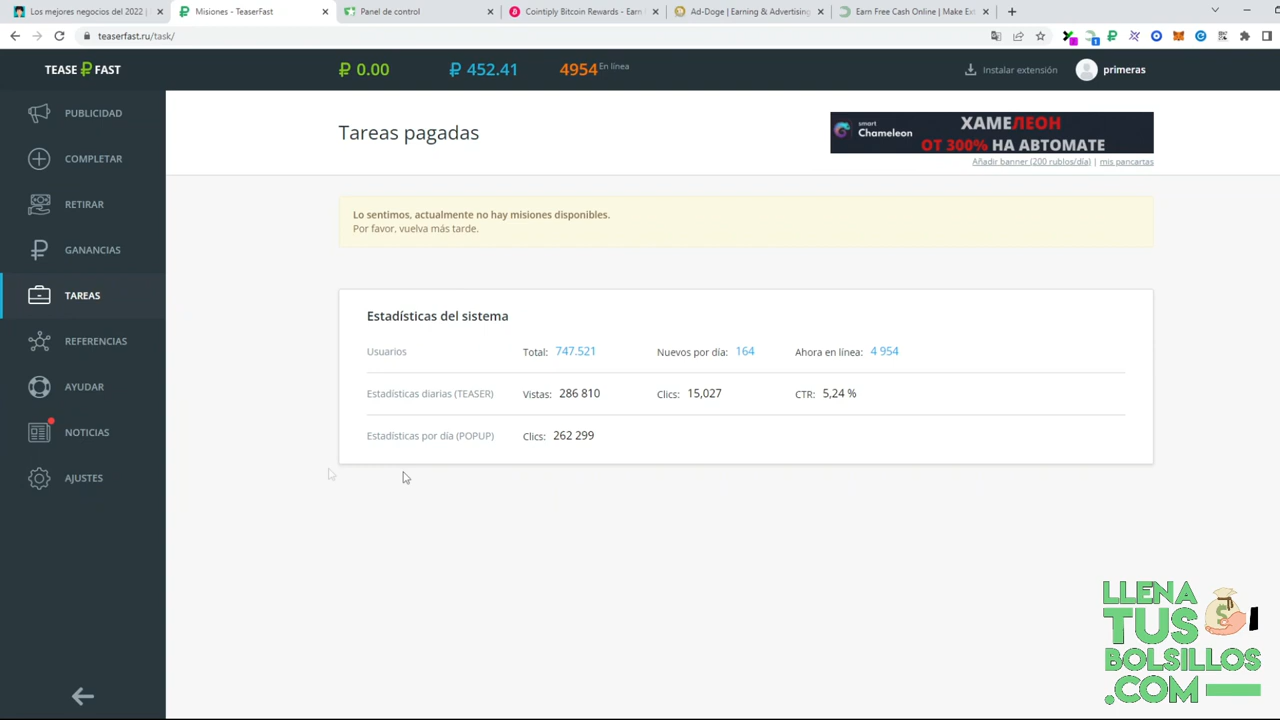 Los mejores negocios del 2022 |
Misiones - TeaserFast
Panel de control
Cointiply Bitcoin Rewards - Earn
Ad-Doge | Earning & Advertising
Earn Free Cash Online | Make Ex
teaserfast.ru/task/
TEASE₽FAST
₽ 0.00
₽ 452.41
4954 En línea
Instalar extensión
primeras
PUBLICIDAD
COMPLETAR
RETIRAR
GANANCIAS
TAREAS
REFERENCIAS
AYUDAR
NOTICIAS
AJUSTES
Tareas pagadas
smart
Chameleon
ХАМЕЛЕОН
ОТ 300% НА АВТОМАТЕ
Añadir banner (200 rublos/día) | mis pancartas
Lo sentimos, actualmente no hay misiones disponibles.
Por favor, vuelva más tarde.
Estadísticas del sistema
Usuarios Total: 747.521 Nuevos por día: 164 Ahora en línea: 4 954
Estadísticas diarias (TEASER) Vistas: 286 810 Clics: 15,027 CTR: 5,24 %
Estadísticas por día (POPUP) Clics: 262 299
LLENA
TUS
BOLSILLOS
.COM